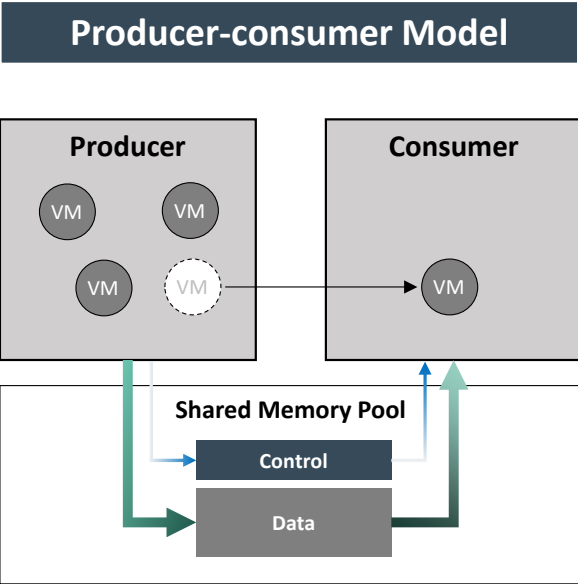 Producer-consumer Model
Producer
Consumer
VM
VM
VM
VM
VM
Shared Memory Pool
Control
Data